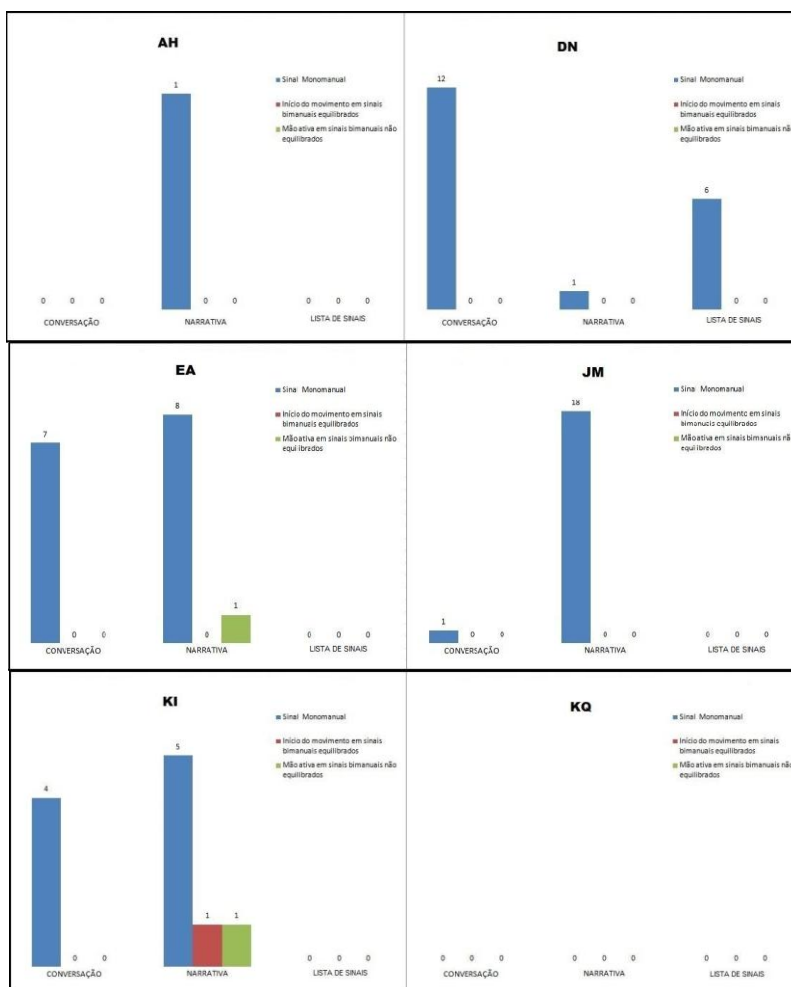 AH
Sinal Monomanual
Início do movimento em sinais
bimanuais equilibrados
Mão ativa em sinais bimanuais não
equilibrados
1
0 0 0
0 0
0 0 0
CONVERSAÇÃO
NARRATIVA
LISTA DE SINAIS
DN
Sinal Monomanual
Início do movimento em sinais
bimanuais equilibrados
Mão ativa em sinais bimanuais não
equilibrados
12
6
1
0 0
0 0
0 0
CONVERSAÇÃO
NARRATIVA
LISTA DE SINAIS
EA
Sinal Monomanual
Início do movimento em sinais
bimanuais equilibrados
Mão ativa em sinais bimanuais não
equilibrados
8
7
1
0 0
0
0 0 0
CONVERSAÇÃO
NARRATIVA
LISTA DE SINAIS
JM
Sinal Monomanual
Início do movimento em sinais
bimanuais equilibrados
Mão ativa em sinais bimanuais nã
equilibrados
18
1
0 0
0 0
0 0 0
CONVERSAÇÃO
NARRATIVA
LISTA DE SINAIS
KI
Sinal Monomanual
Início do movimento em sinais
bimanuais equilibrados
Mão ativa em sinais bimanuais não
equilibrados
5
4
1 1
0 0
0 0 0
CONVERSAÇÃO
NARRATIVA
LISTA DE SINAIS
KQ
Sinal Monomanual
Início do movimento em sinais
bimanuais equilibrados
Mão ativa em sinais bimanuais não
equilibrados
0 0 0
0 0 0
0 0 0
CONVERSAÇÃO
NARRATIVA
LISTA DE SINAIS